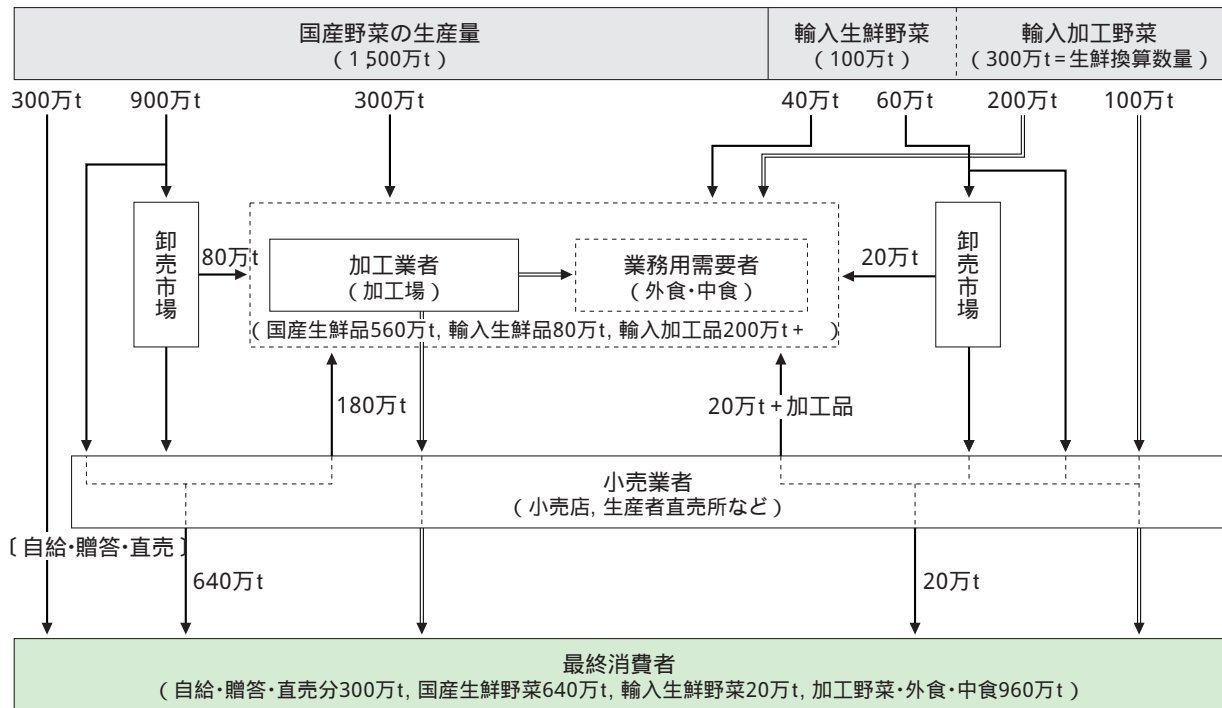 国産野菜の生産量
(1,500万t)
輸入生鮮野菜
(100万t)
輸入加工野菜
(300万t=生鮮換算数量)
300万t
900万t
300万t
40万t
60万t
200万t
100万t
卸売市場
80万t
加工業者
(加工場)
業務用需要者
(外食・中食)
20万t
卸売市場
(国産生鮮品560万t, 輸入生鮮品80万t, 輸入加工品200万t+ )
180万t
20万t+加工品
小売業者
(小売店, 生産者直売所など)
〔自給・贈答・直売〕
640万t
20万t
最終消費者
(自給・贈答・直売分300万t, 国産生鮮野菜640万t, 輸入生鮮野菜20万t, 加工野菜・外食・中食960万t)